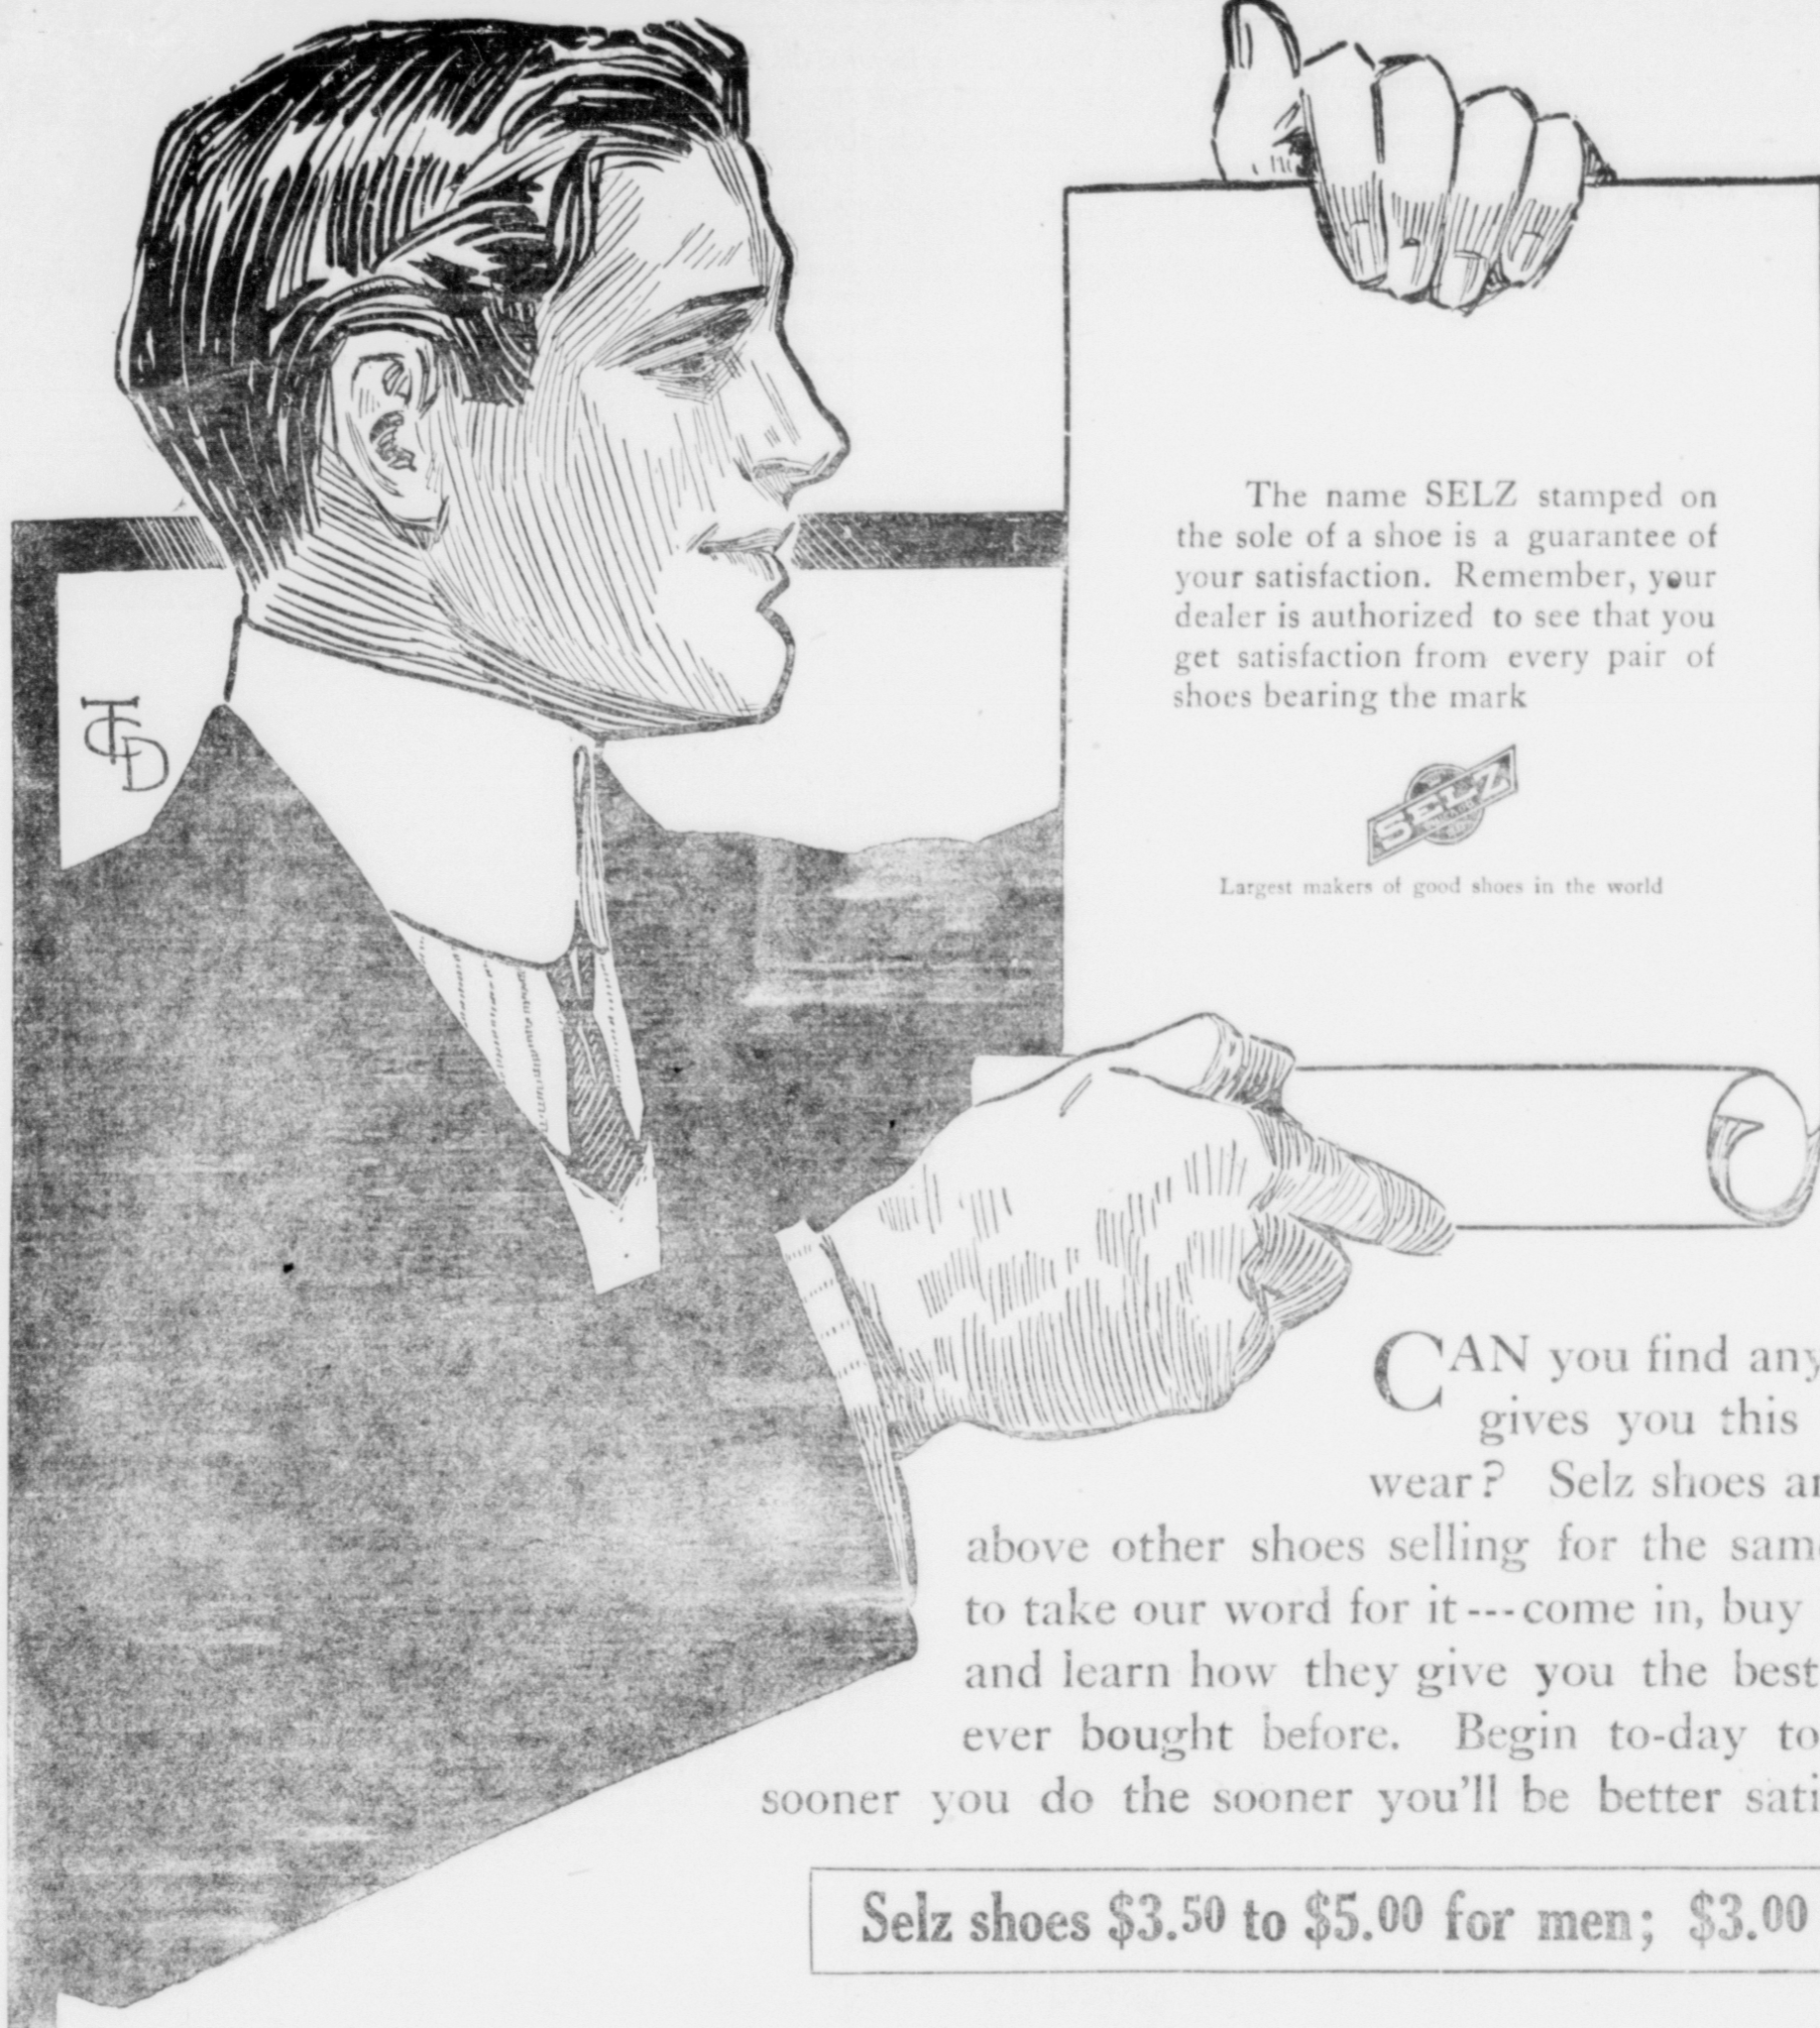 The name SELZ stamped on
the sole of a shoe is a guarantee of
your satisfaction. Remember, your
dealer is authorized to see that you
get satisfaction from every pair of
shoes bearing the mark
SELZ
Largest makers of good shoes in the world
TCD
CAN you find any
gives you this
wear? Selz shoes
above other shoes selling for the
to take our word for it---come in, buy
and learn how they give you the best
ever bought before. Begin to-day to
sooner you do the sooner you'll be better
Selz shoes $3.50 to $5.00 for men; $3.00